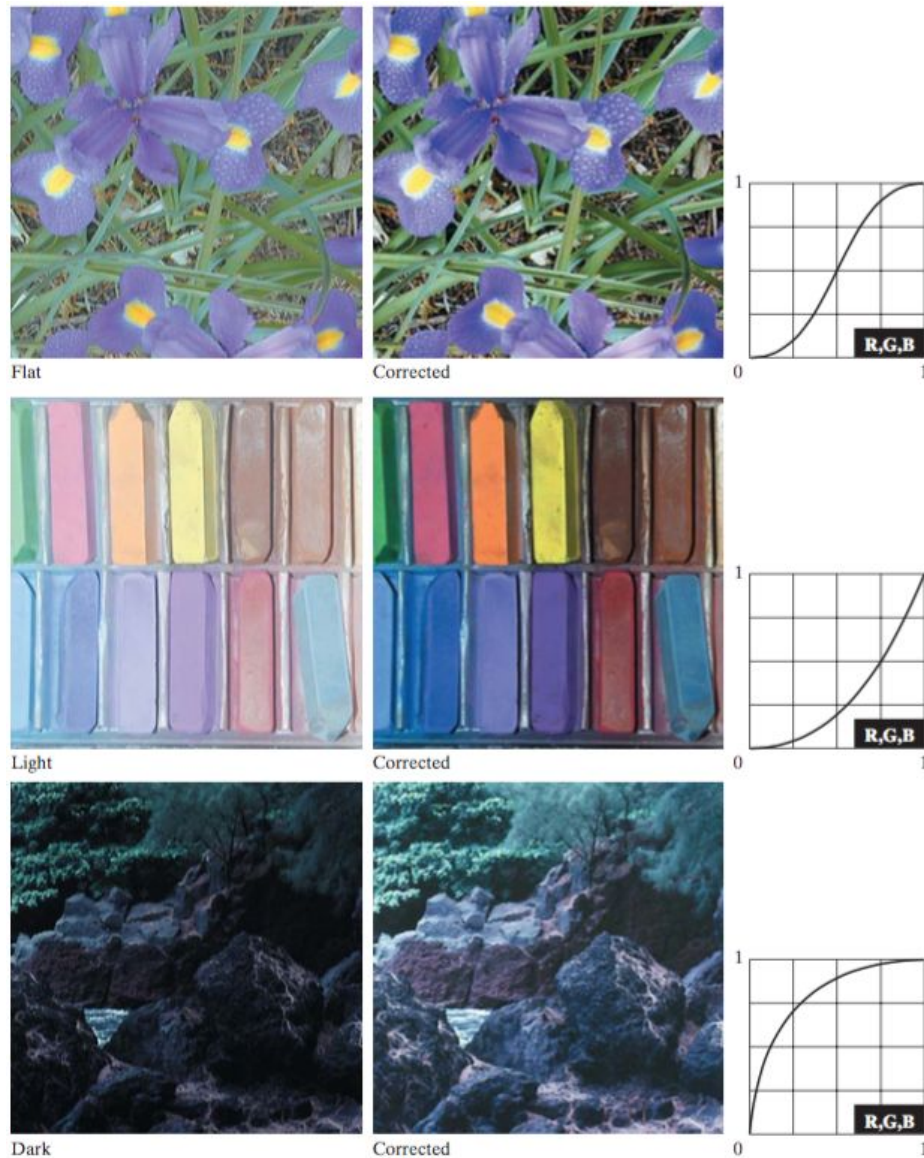 1
R,G,B
Flat
Corrected
0
1
1
R,G,B
Light
Corrected
0
1
1
R,G,B
Dark
Corrected
0
1